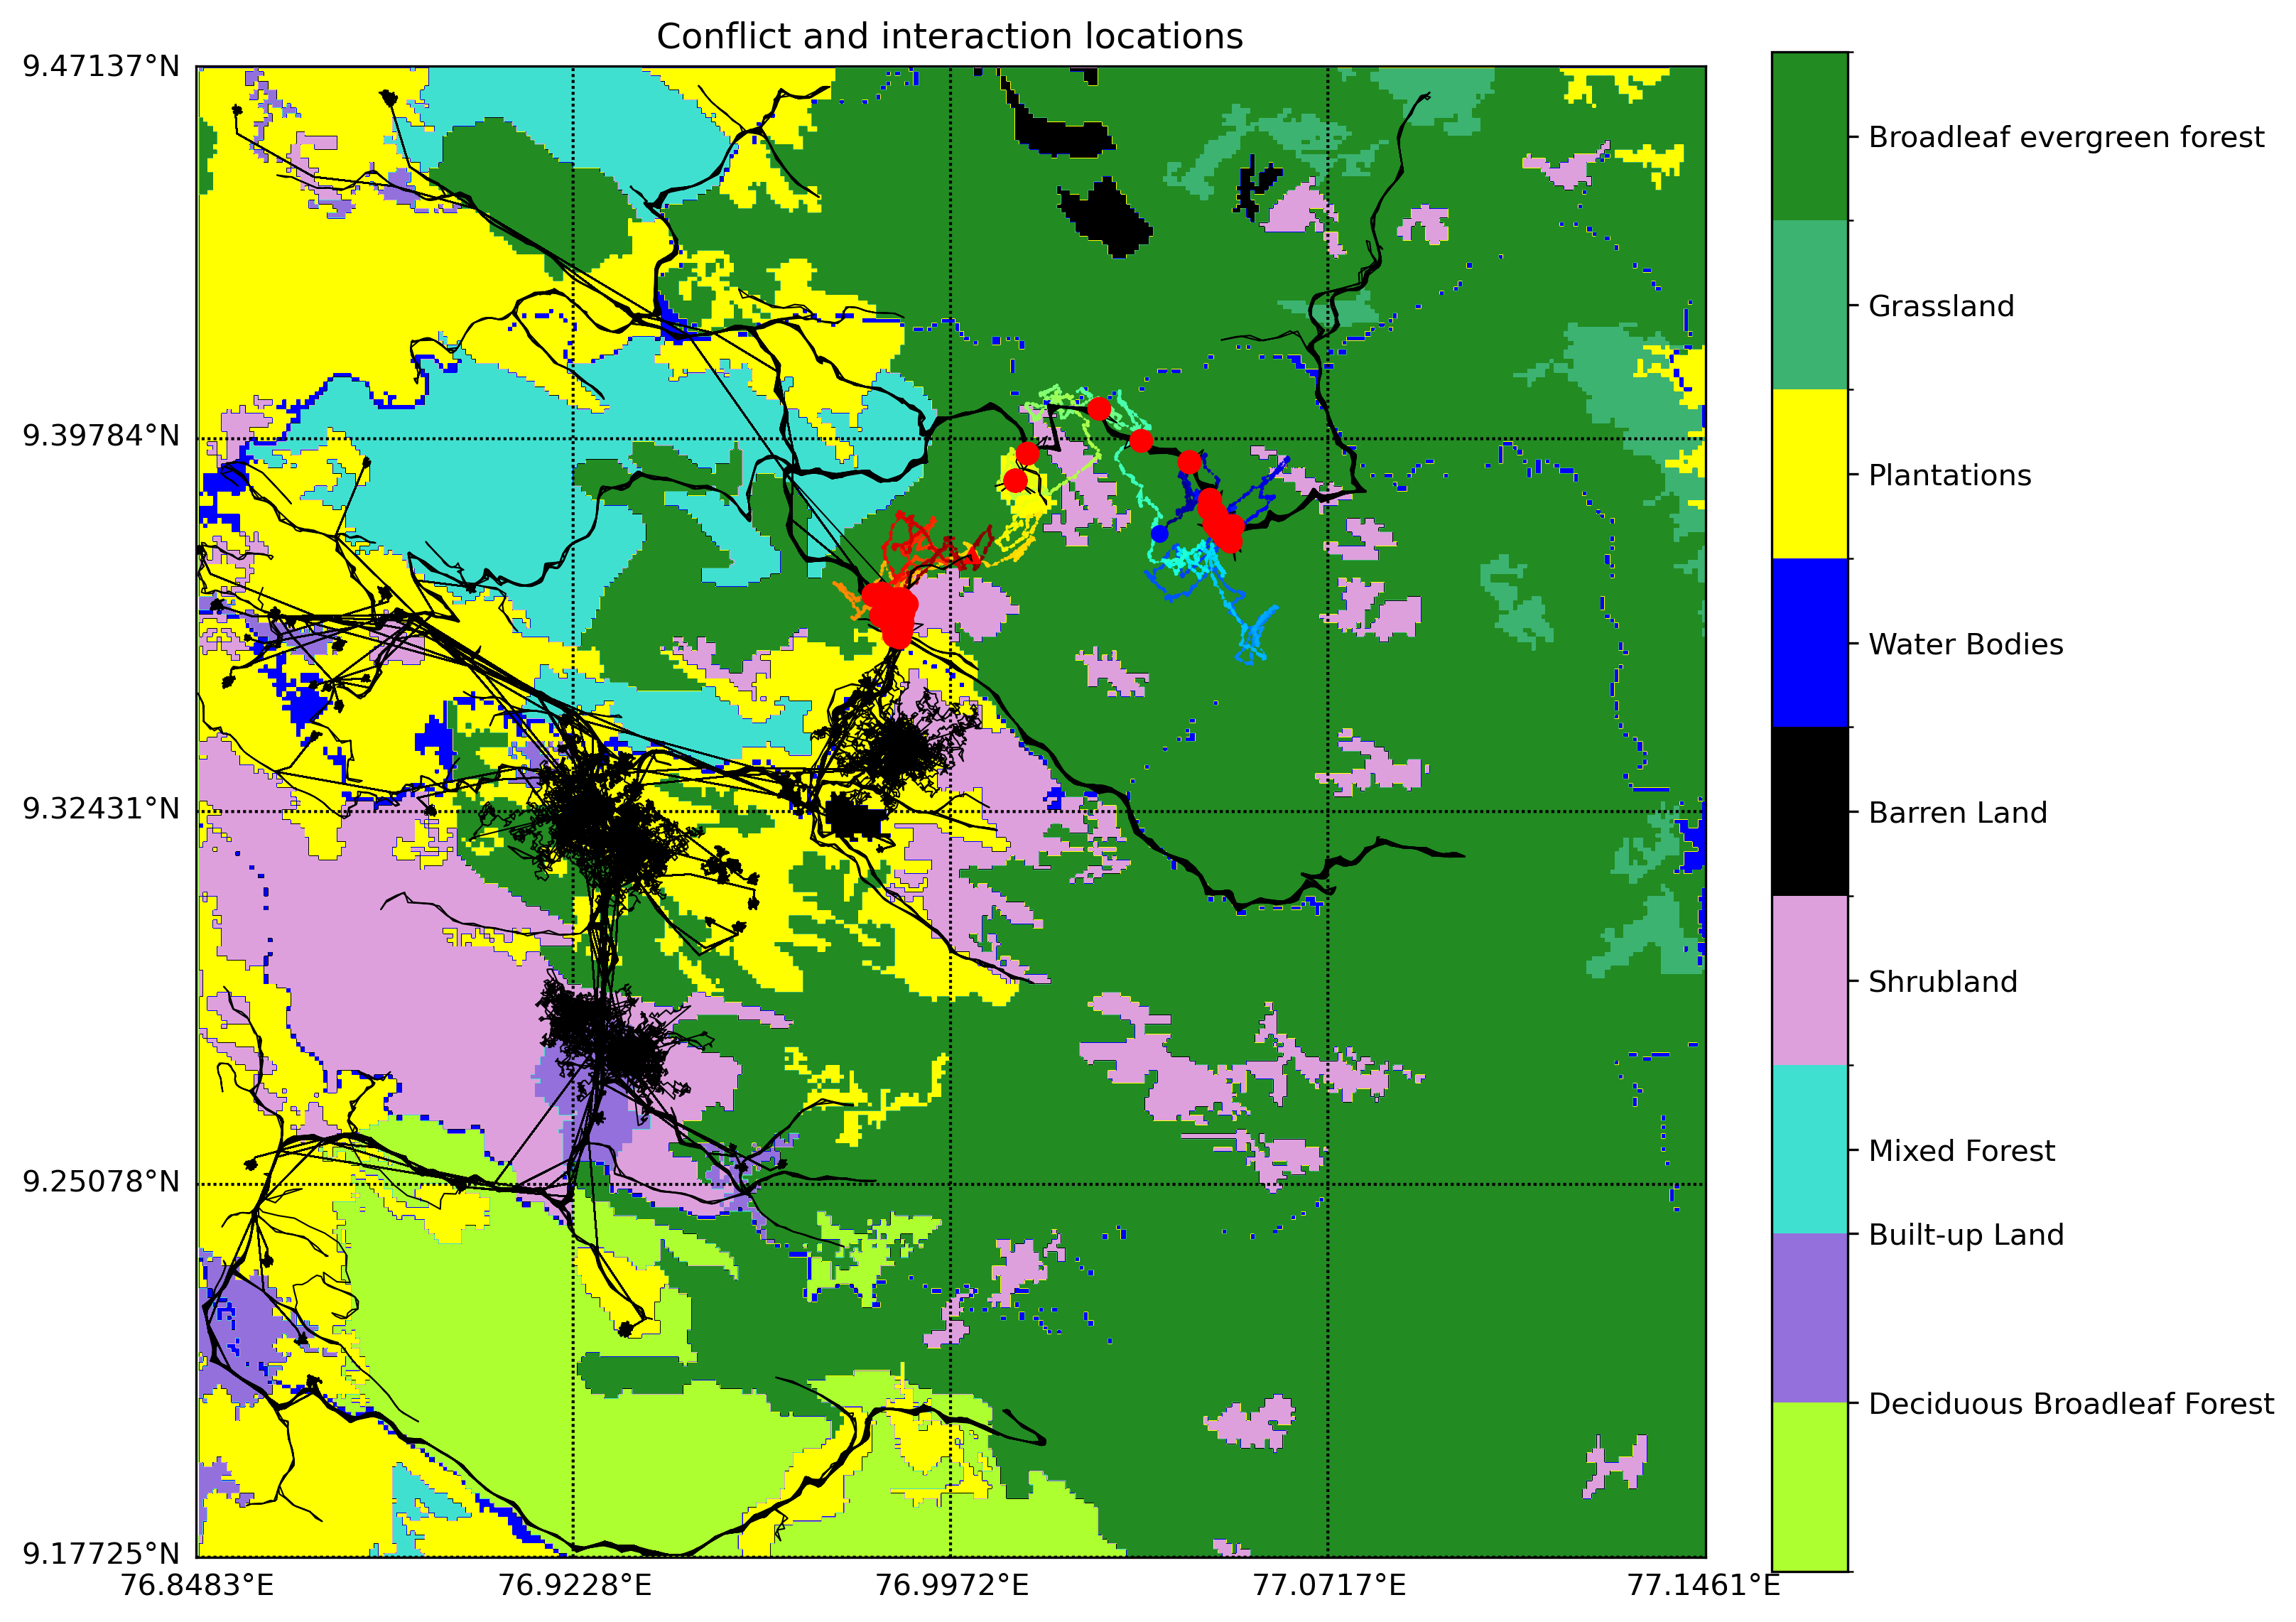 Conflict and interaction locations
9.47137°N
9.39784°N
9.32431°N
9.25078°N
9.17725°N
76.8483°E
76.9228°E
76.9972°E
77.0717°E
77.1461°E
Broadleaf evergreen forest
Grassland
Plantations
Water Bodies
Barren Land
Shrubland
Mixed Forest
Built-up Land
Deciduous Broadleaf Forest